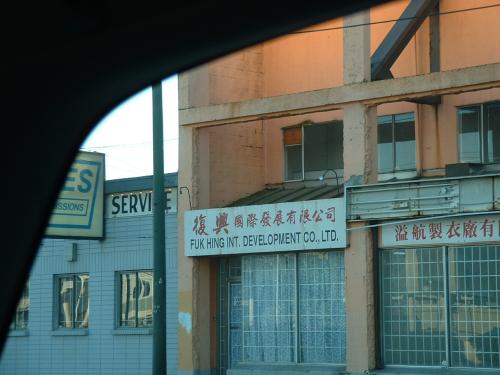 ES
SSIONS
SERVICE
復興國際發展有限公司
FUK HING INT. DEVELOPMENT CO., LTD.
溢航製衣廠有